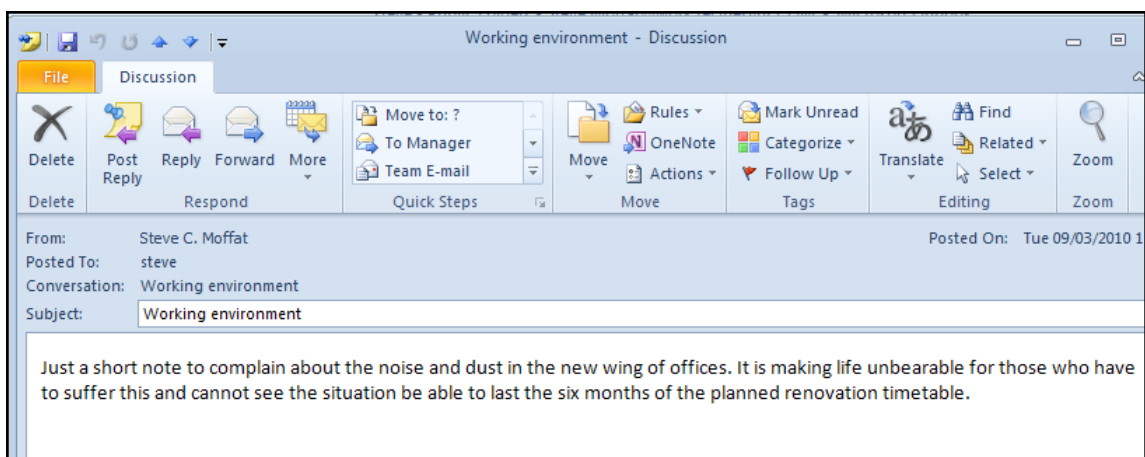 Working environment - Discussion
File Discussion
Delete Post Reply Reply Forward More Move to: ? To Manager Team E-mail Move Rules OneNote Actions Mark Unread Categorize Follow Up Translate Find Related Select Zoom
Delete Respond Quick Steps Move Tags Editing Zoom
From: Steve C. Moffat Posted On: Tue 09/03/2010 1
Posted To: steve
Conversation: Working environment
Subject: Working environment
Just a short note to complain about the noise and dust in the new wing of offices. It is making life unbearable for those who have
to suffer this and cannot see the situation be able to last the six months of the planned renovation timetable.